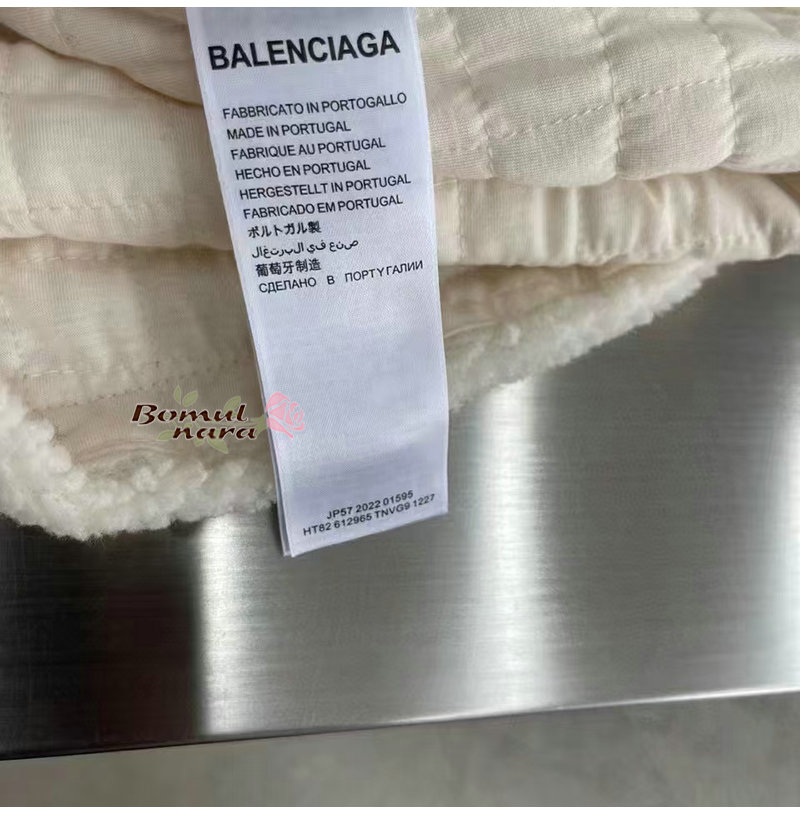 BALENCIAGA
FABBRICATO IN PORTOGALLO
MADE IN PORTUGAL
FABRIQUE AU PORTUGAL
HECHO EN PORTUGAL
HERGESTELLT IN PORTUGAL
FABRICADO EM PORTUGAL
ポルトガル製
صنع في البرتغال
葡萄牙制造
СДЕЛАНО В ПОРТУГАЛИИ
Bomul
nara
JP57 2022 01595
HT82 612965 TNVG9 1227